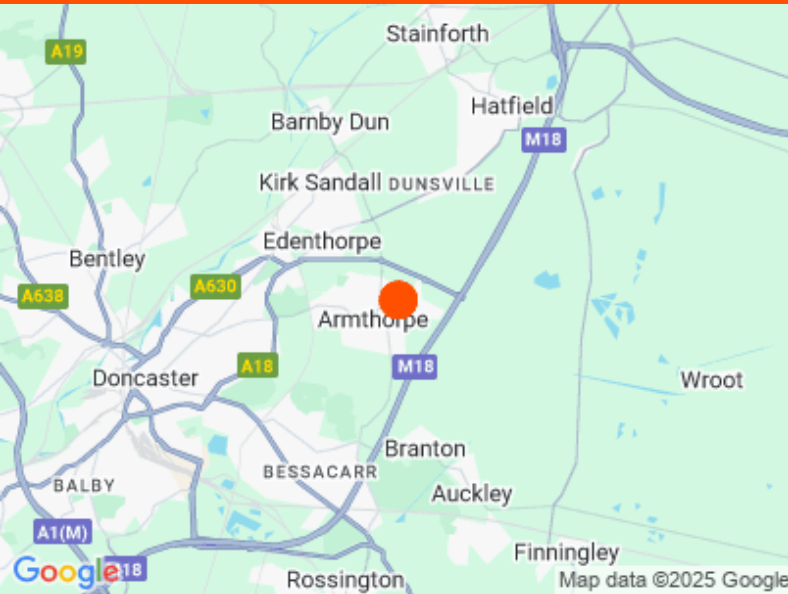 Stainforth
A19
Hatfield
Barnby Dun
M18
Kirk Sandall
DUNSVILLE
Edenthorpe
Bentley
A630
A638
Armthorpe
A18
M18
Doncaster
Wroot
Branton
BESSACARR
BALBY
Auckley
A1(M)
Finningley
Google
18
Rossington
Map data ©2025 Google